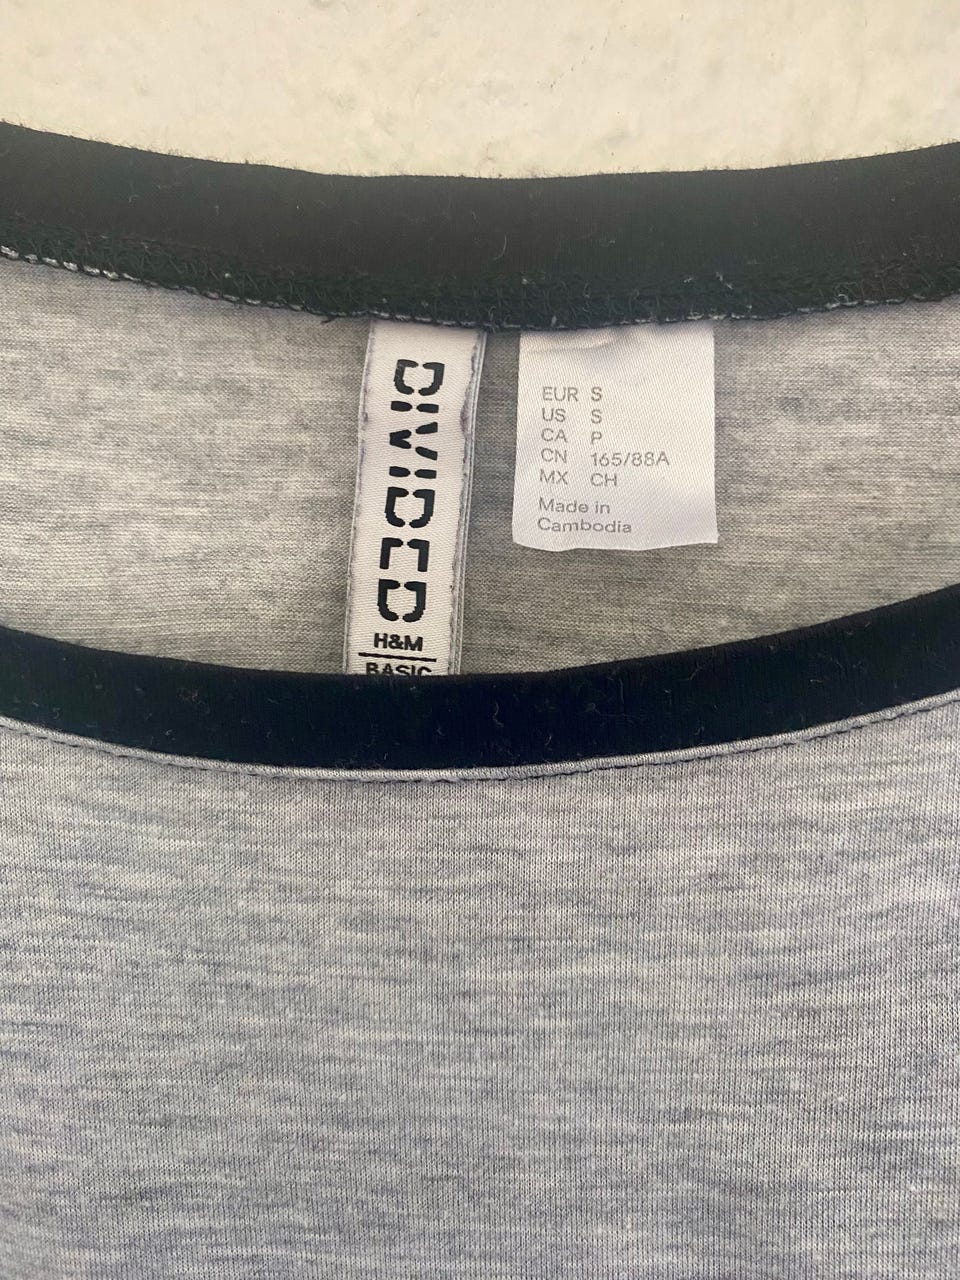 DIVIDED
H&M
BASIC
EUR S
US S
CA P
CN 165/88A
MX CH
Made in
Cambodia